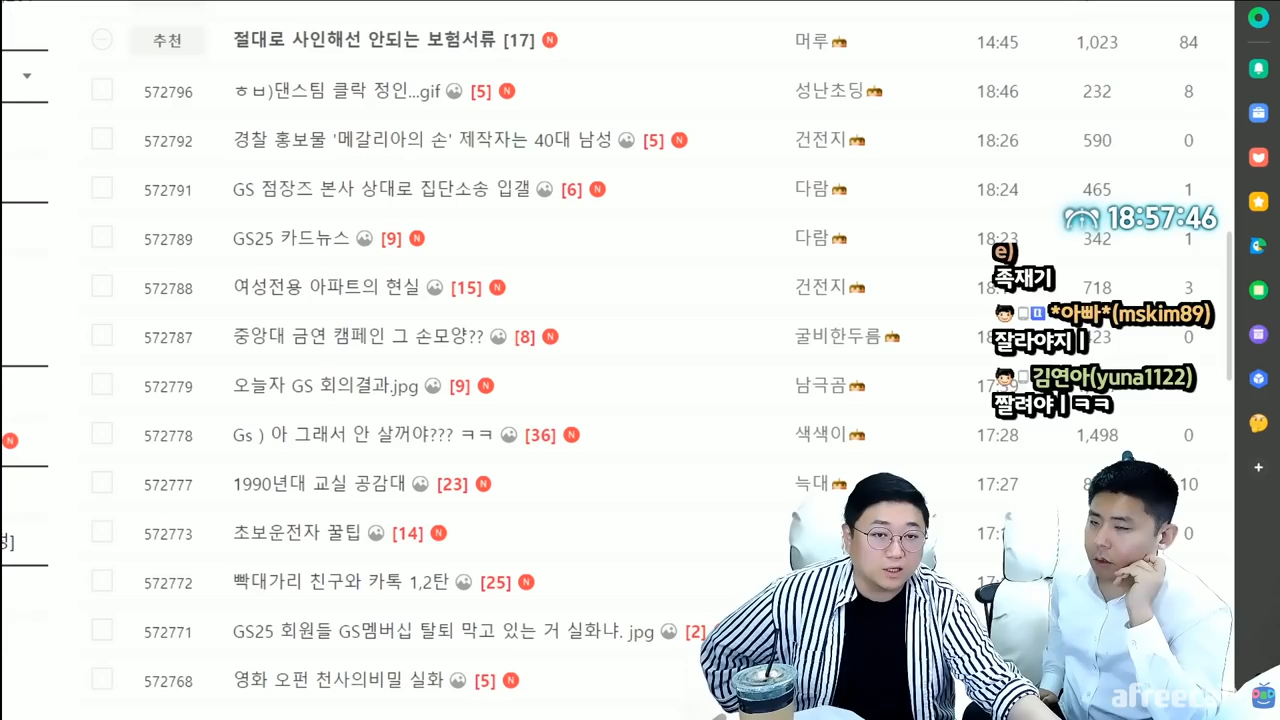 추천 절대로 사인해선 안되는 보험서류 [17] N 머루 14:45 1,023 84
572796 ㅎㅂ)댄스팀 클락 정인...gif [5] N 성난초딩 18:46 232 8
572792 경찰 홍보물 '메갈리아의 손' 제작자는 40대 남성 [5] N 건전지 18:26 590 0
572791 GS 점장즈 본사 상대로 집단소송 입갤 [6] N 다람 18:24 465 1
18:57:46
572789 GS25 카드뉴스 [9] N 다람 18:23 342 1
e)
족재기
572788 여성전용 아파트의 현실 [15] N 건전지 718 3
*아빠*(mskim89)
572787 중앙대 금연 캠페인 그 손모양?? [8] N 굴비한두름 0
잘라야지ㅣ
김연아(yuna1122)
572779 오늘자 GS 회의결과.jpg [9] N 남극곰
짤려야ㅣㅋㅋ
572778 Gs ) 아 그래서 안 살꺼야??? ㅋㅋ [36] N 색색이 17:28 1,498 0
N
572777 1990년대 교실 공감대 [23] N 늑대 17:27 10
572773 초보운전자 꿀팁 [14] N 0
572772 빡대가리 친구와 카톡 1,2탄 [25] N
572771 GS25 회원들 GS멤버십 탈퇴 막고 있는 거 실화냐. jpg [2]
572768 영화 오펀 천사의비밀 실화 [5] N